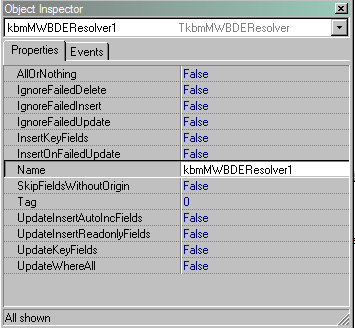 Object Inspector
kbmMWBDEResolver1 TkbmMWBDEResolver
Properties Events
AllOrNothing False
IgnoreFailedDelete False
IgnoreFailedInsert False
IgnoreFailedUpdate False
InsertKeyFields False
InsertOnFailedUpdate False
Name kbmMWBDEResolver1
SkipFieldsWithoutOrigin False
Tag 0
UpdateInsertAutoIncFields False
UpdateInsertReadonlyFields False
UpdateKeyFields False
UpdateWhereAll False
All shown